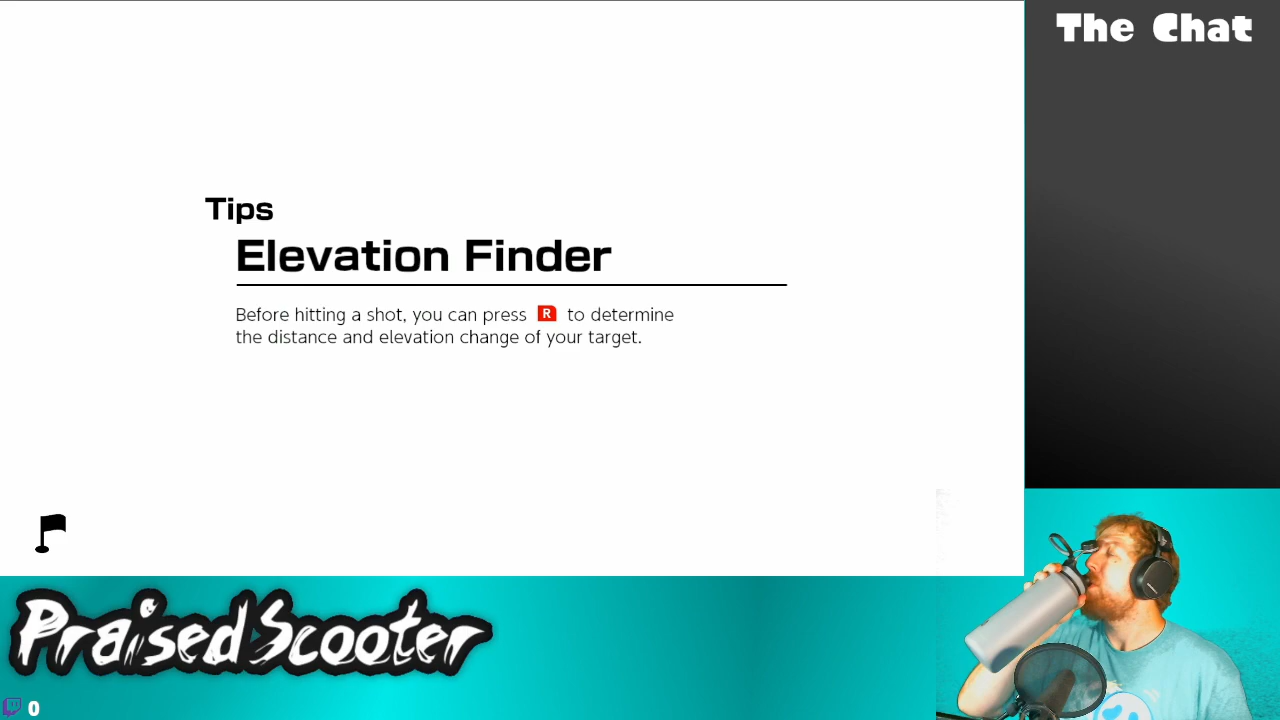 The Chat
Tips
Elevation Finder
Before hitting a shot, you can press R to determine
the distance and elevation change of your target.
PraisedScooter
0